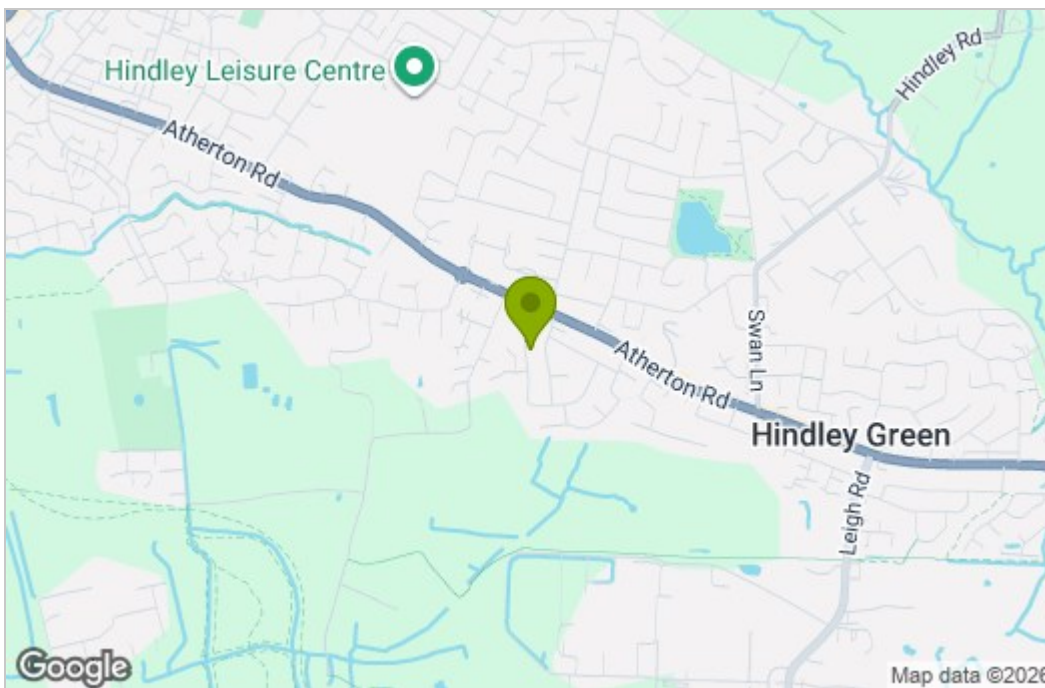 Hindley Rd
Hindley Leisure Centre
Atherton Rd
Swan Ln
Atherton Rd
Hindley Green
Leigh Rd
Google
Map data ©2026